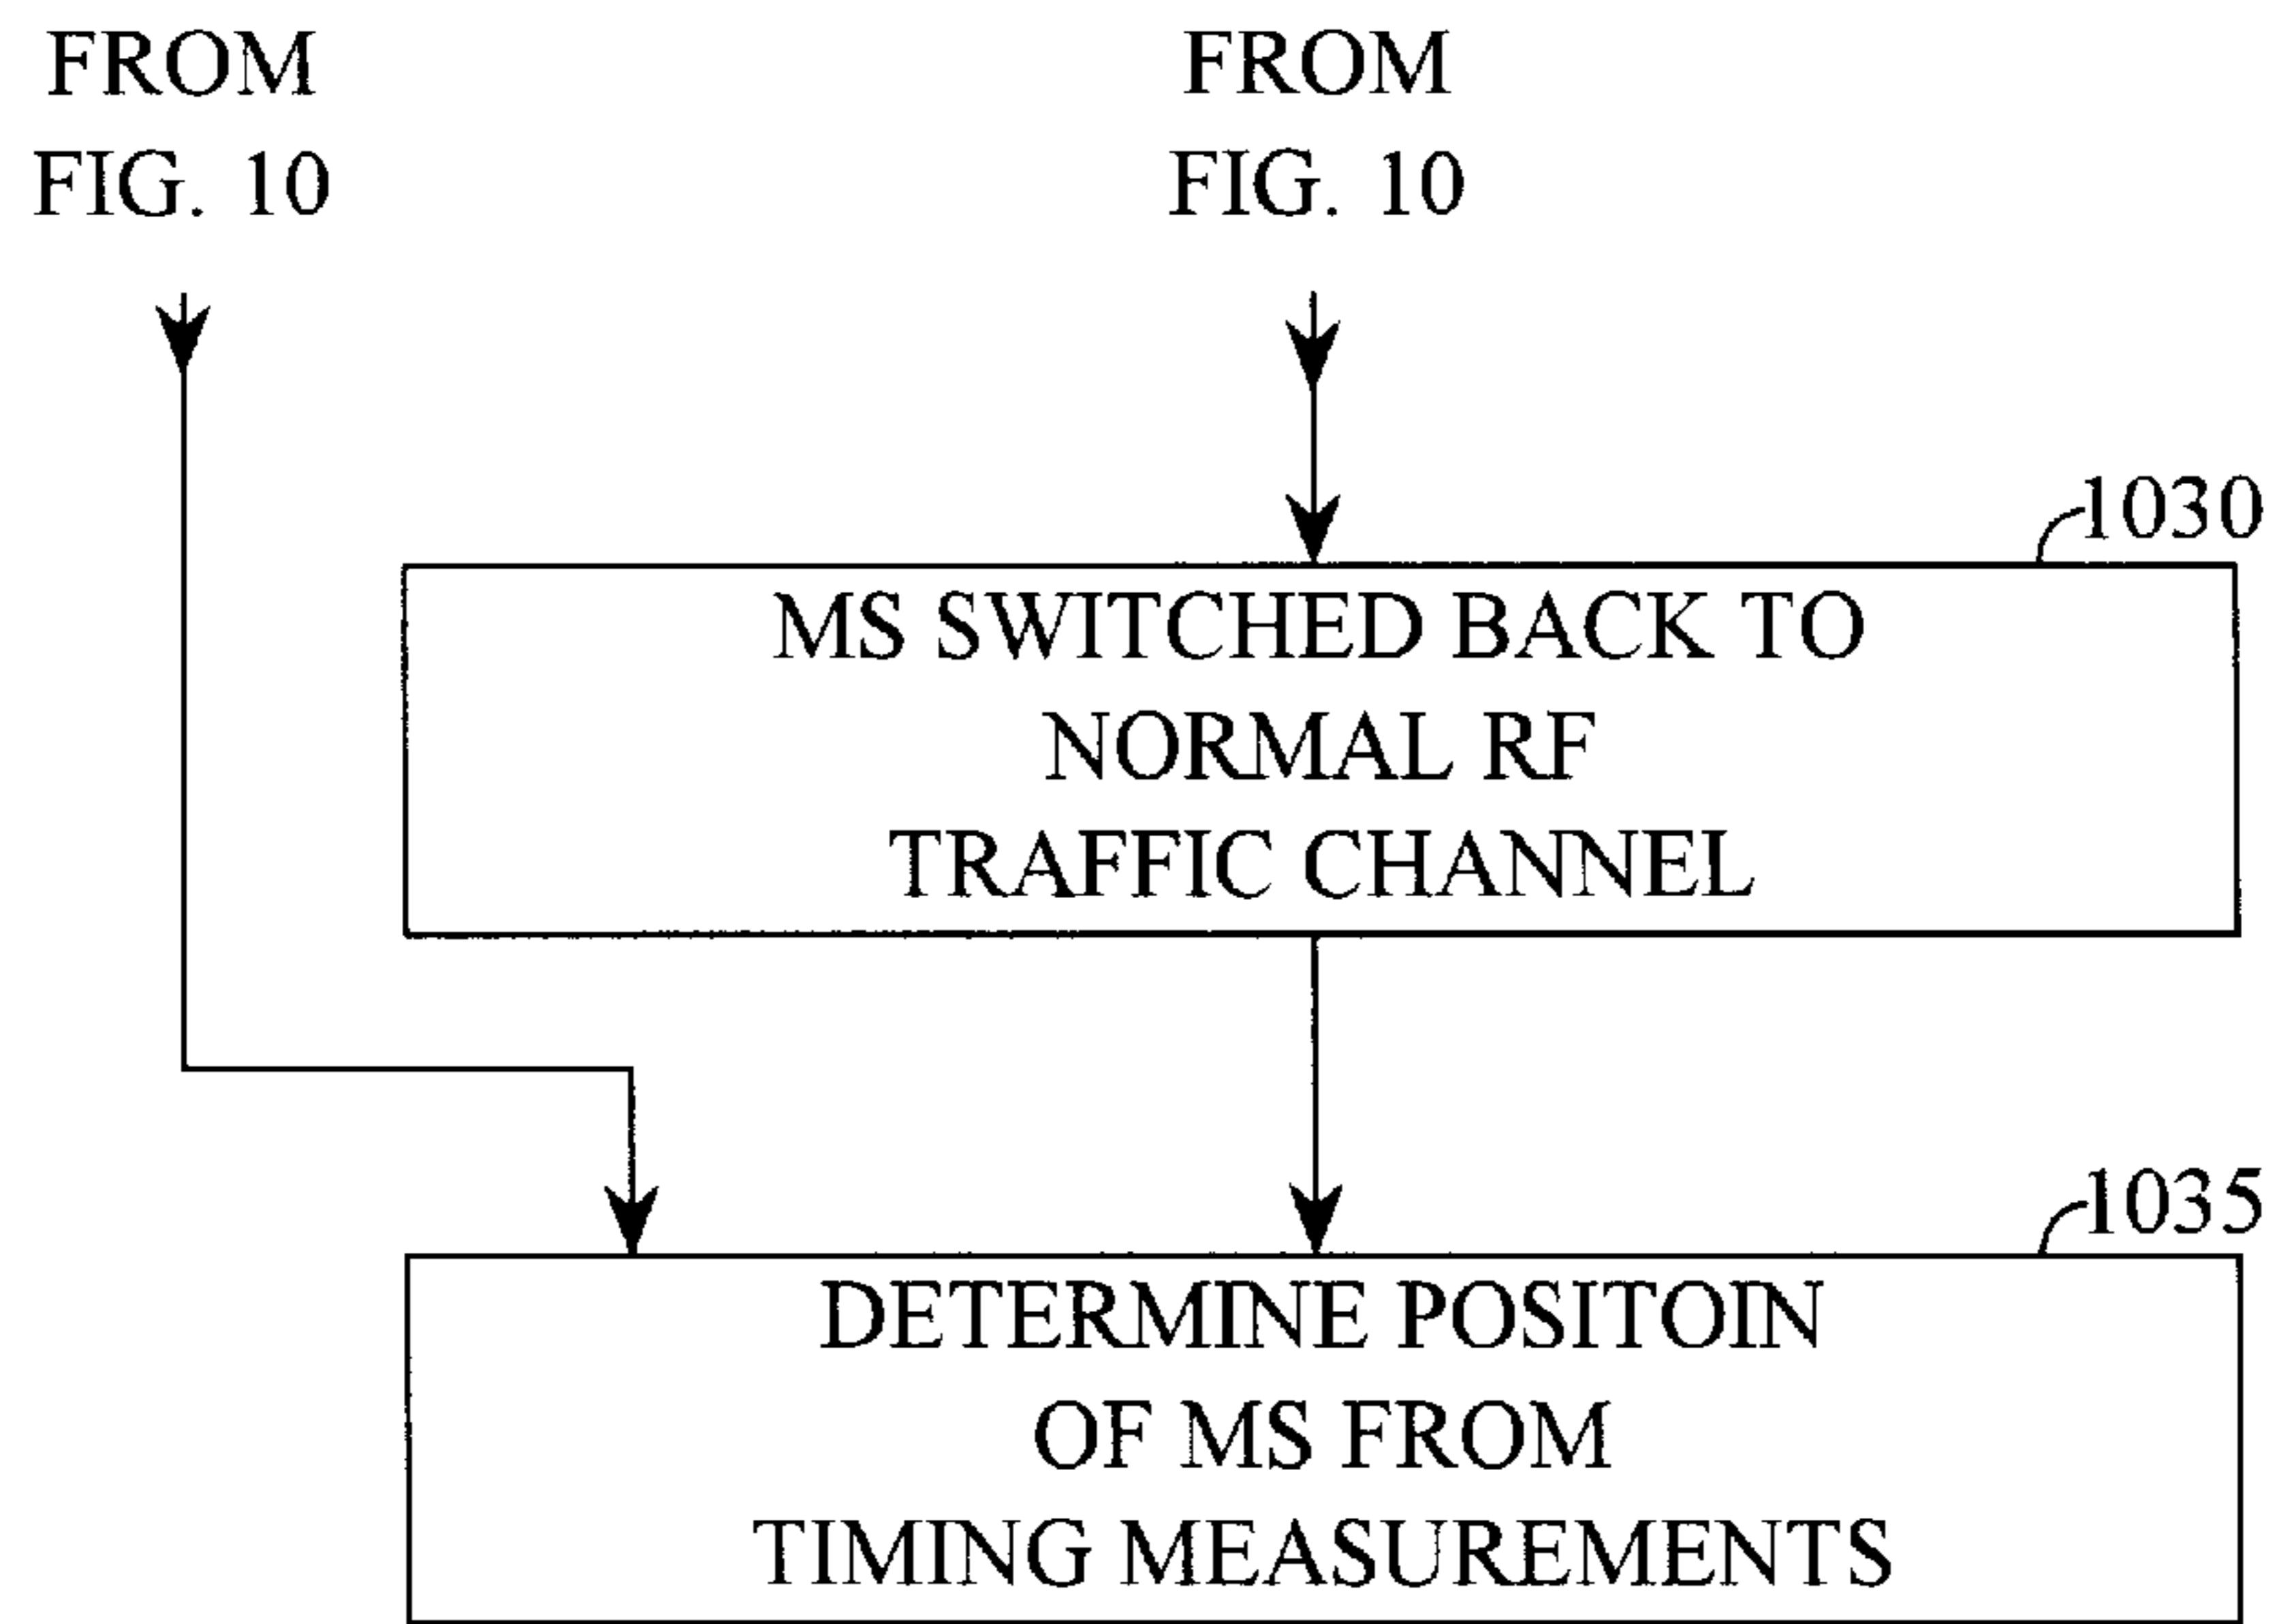 FROM
FIG. 10
FROM
FIG. 10
1030
MS SWITCHED BACK TO
NORMAL RF
TRAFFIC CHANNEL
1035
DETERMINE POSITOIN
OF MS FROM
TIMING MEASUREMENTS